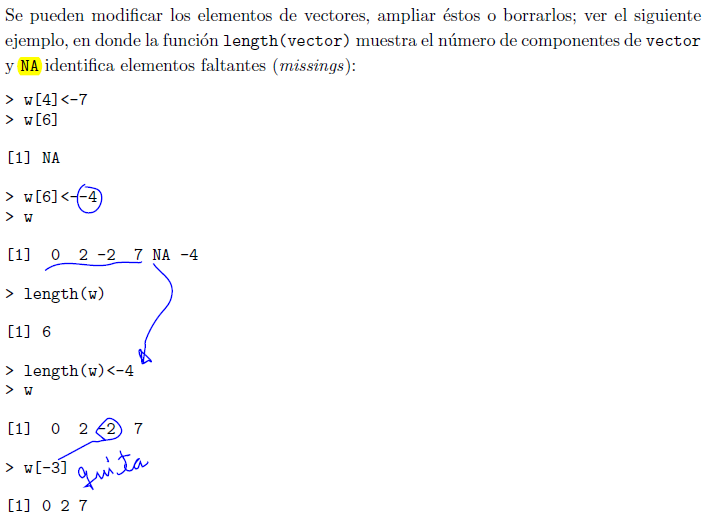 Se pueden modificar los elementos de vectores, ampliar éstos o borrarlos; ver el siguiente
ejemplo, en donde la función length(vector) muestra el número de componentes de vector
y NA identifica elementos faltantes (missings):
> w[4]<-7
> w[6]
[1] NA
> w[6]<--4
> w
[1] 0 2 -2 7 NA -4
> length(w)
[1] 6
> length(w)<-4
> w
[1] 0 2 -2 7
> w[-3] quita
[1] 0 2 7